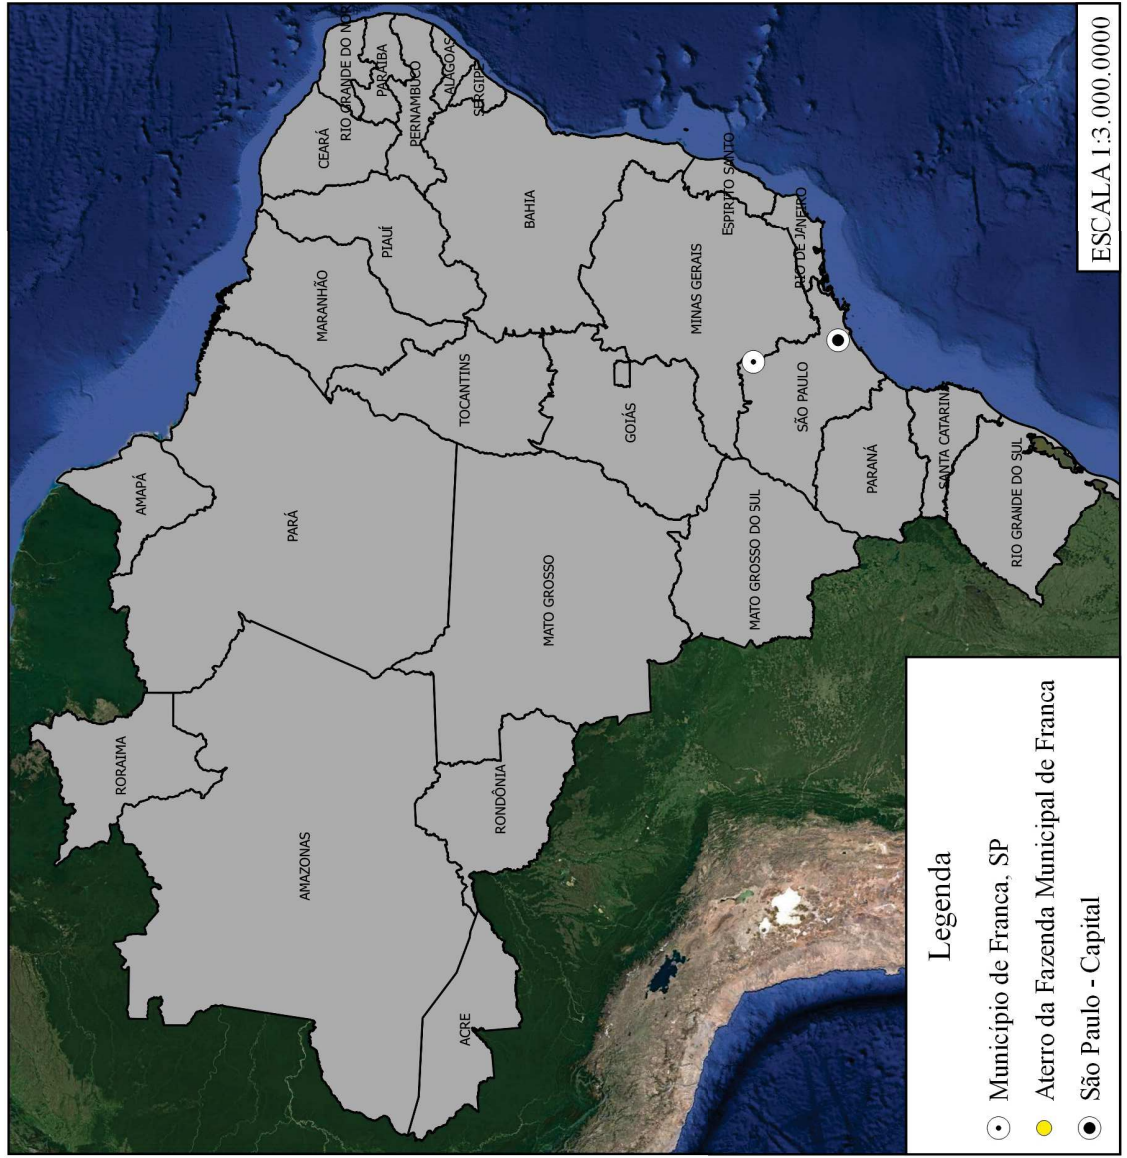 RORAIMA
AMAPÁ
AMAZONAS
PARÁ
MARANHÃO
CEARÁ
RIO GRANDE DO NOR
PARAÍBA
PERNAMBUCO
ALAGOAS
SERGIPE
PIAUÍ
ACRE
RONDÔNIA
TOCANTINS
BAHIA
MATO GROSSO
GOIÁS
MINAS GERAIS
ESPIRITO SANTO
MATO GROSSO DO SUL
SÃO PAULO
RIO DE JANEIRO
PARANÁ
SANTA CATARINA
RIO GRANDE DO SUL
Legenda
Município de Franca, SP
Aterro da Fazenda Municipal de Franca
São Paulo - Capital
ESCALA 1:3.000.0000